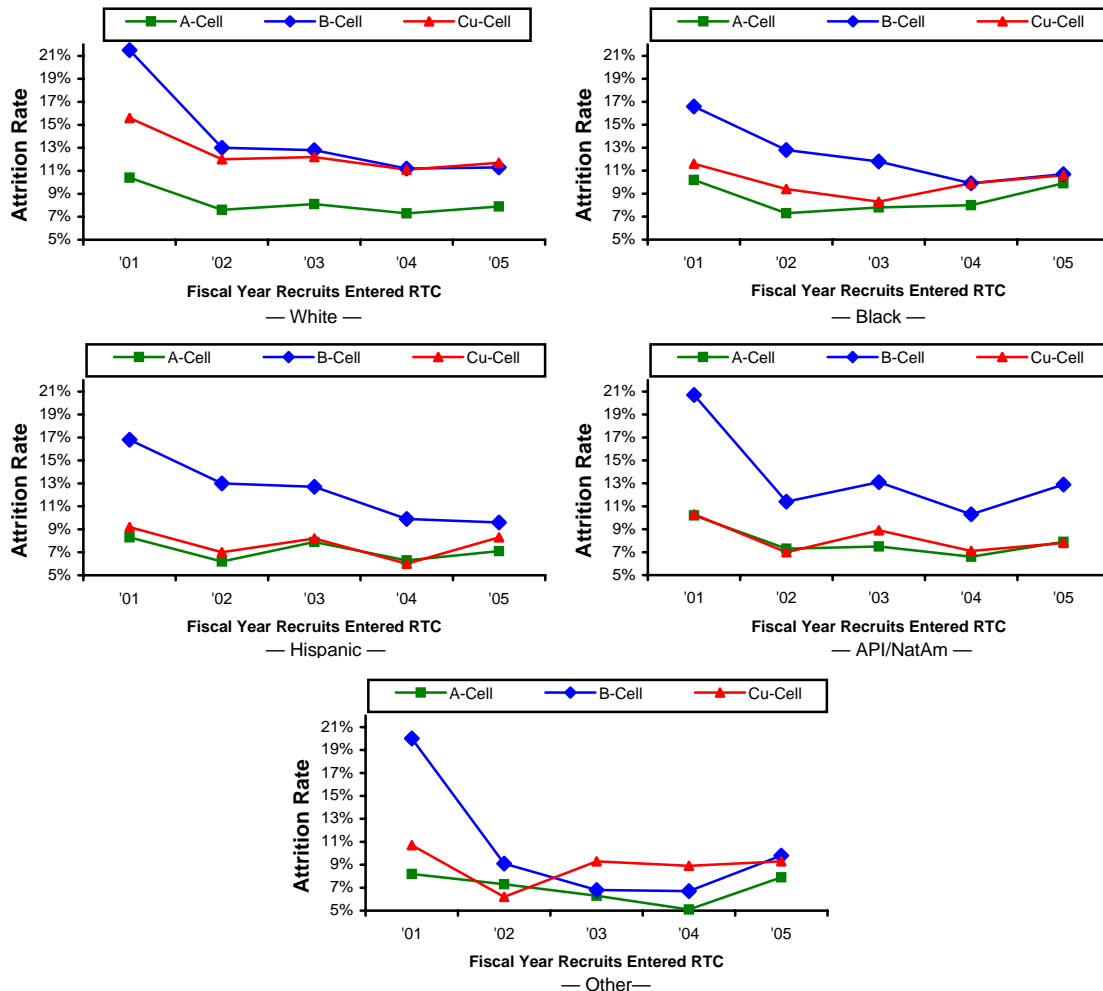 A-Cell B-Cell Cu-Cell
21%
19%
17%
15%
13%
11%
9%
7%
5%
Attrition Rate
'01 '02 '03 '04 '05
Fiscal Year Recruits Entered RTC
— White —
A-Cell B-Cell Cu-Cell
21%
19%
17%
15%
13%
11%
9%
7%
5%
Attrition Rate
'01 '02 '03 '04 '05
Fiscal Year Recruits Entered RTC
— Black —
A-Cell B-Cell Cu-Cell
21%
19%
17%
15%
13%
11%
9%
7%
5%
Attrition Rate
'01 '02 '03 '04 '05
Fiscal Year Recruits Entered RTC
— Hispanic —
A-Cell B-Cell Cu-Cell
21%
19%
17%
15%
13%
11%
9%
7%
5%
Attrition Rate
'01 '02 '03 '04 '05
Fiscal Year Recruits Entered RTC
— API/NatAm —
A-Cell B-Cell Cu-Cell
21%
19%
17%
15%
13%
11%
9%
7%
5%
Attrition Rate
'01 '02 '03 '04 '05
Fiscal Year Recruits Entered RTC
— Other—